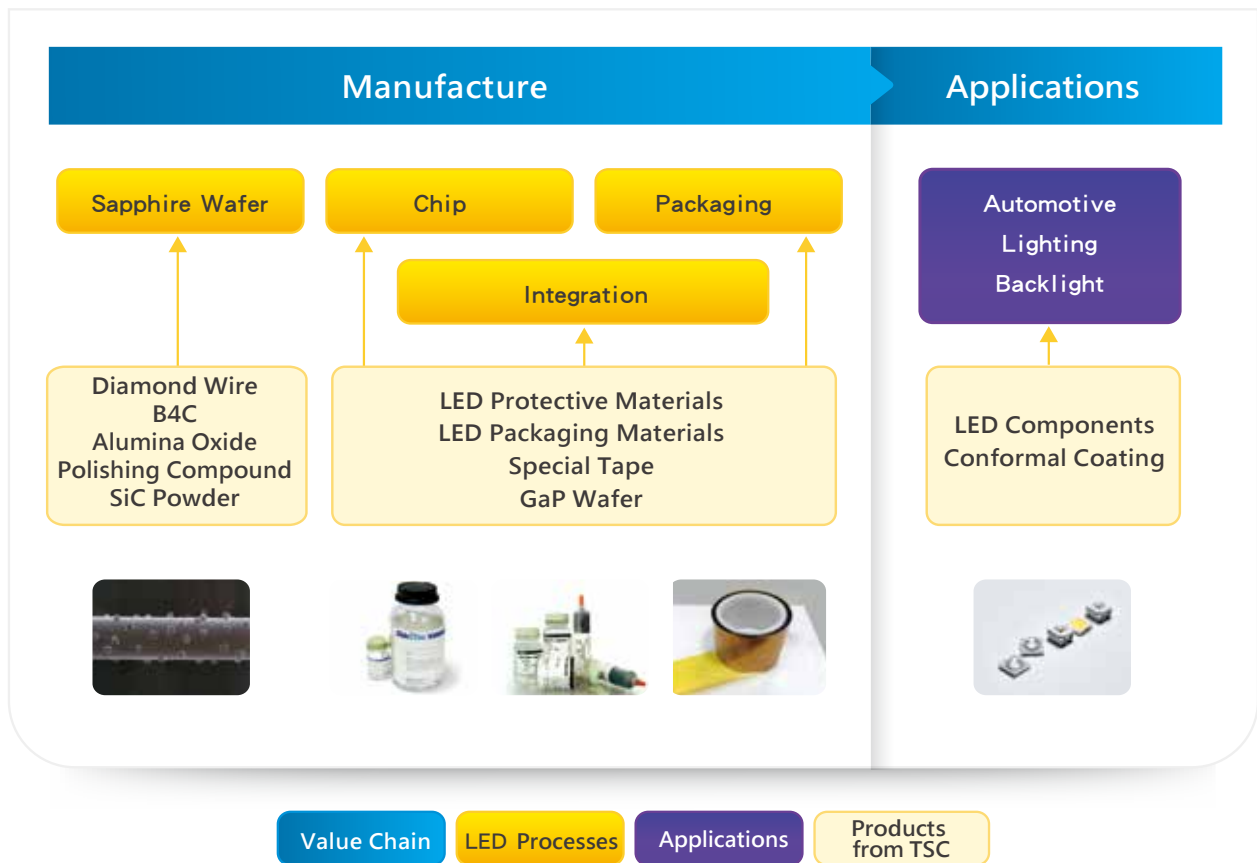 Manufacture
Applications
Sapphire Wafer
Chip
Packaging
Integration
Automotive
Lighting
Backlight
Diamond Wire
B4C
Alumina Oxide
Polishing Compound
SiC Powder
LED Protective Materials
LED Packaging Materials
Special Tape
GaP Wafer
LED Components
Conformal Coating
Value Chain
LED Processes
Applications
Products
from TSC